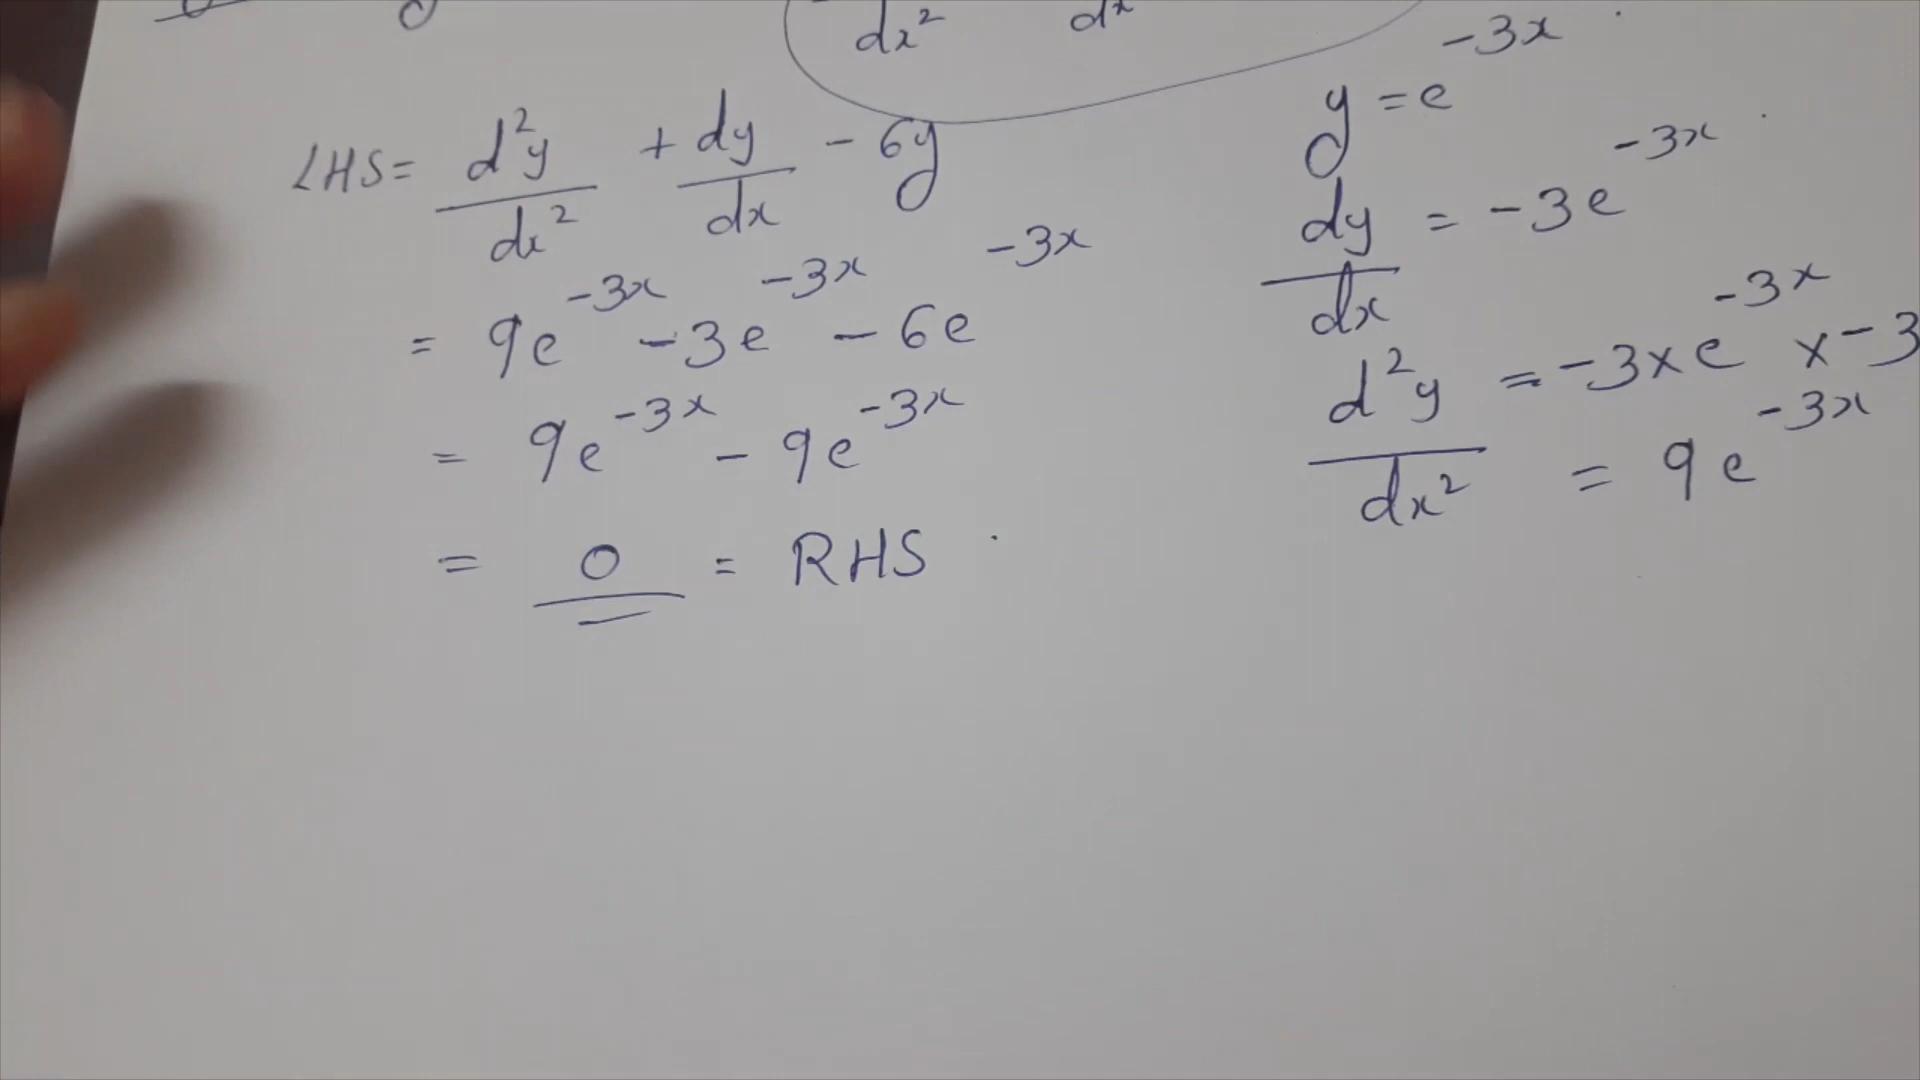 dx² dx
LHS = d²y/dx² + dy/dx - 6y
= 9e^-3x - 3e^-3x - 6e^-3x
= 9e^-3x - 9e^-3x
= 0 = RHS
y = e^-3x
dy/dx = -3e^-3x
d²y/dx² = -3×e^-3x × -3
= 9e^-3x